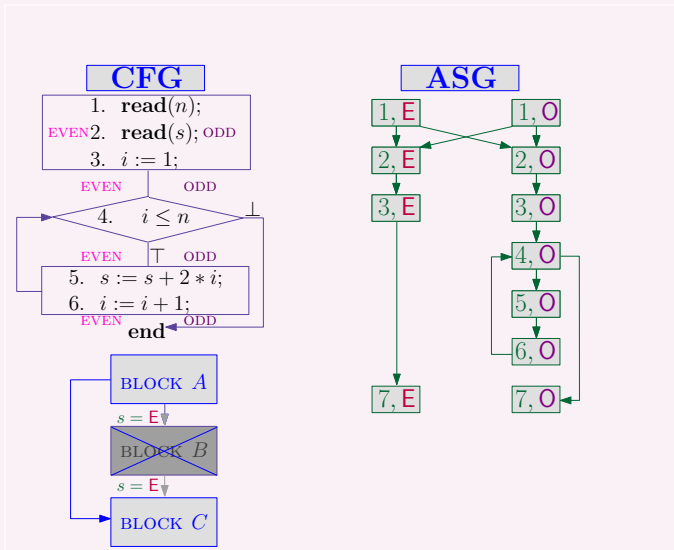 CFG
1. read(n);
EVEN 2. read(s); ODD
3. i := 1;
EVEN ODD
4. i ≤ n ⊥
EVEN ⊤ ODD
5. s := s + 2 ∗ i;
6. i := i + 1;
EVEN ODD
end
BLOCK A
s = E
BLOCK B
s = E
BLOCK C
ASG
1, E 1, O
2, E 2, O
3, E 3, O
4, O
5, O
6, O
7, E 7, O